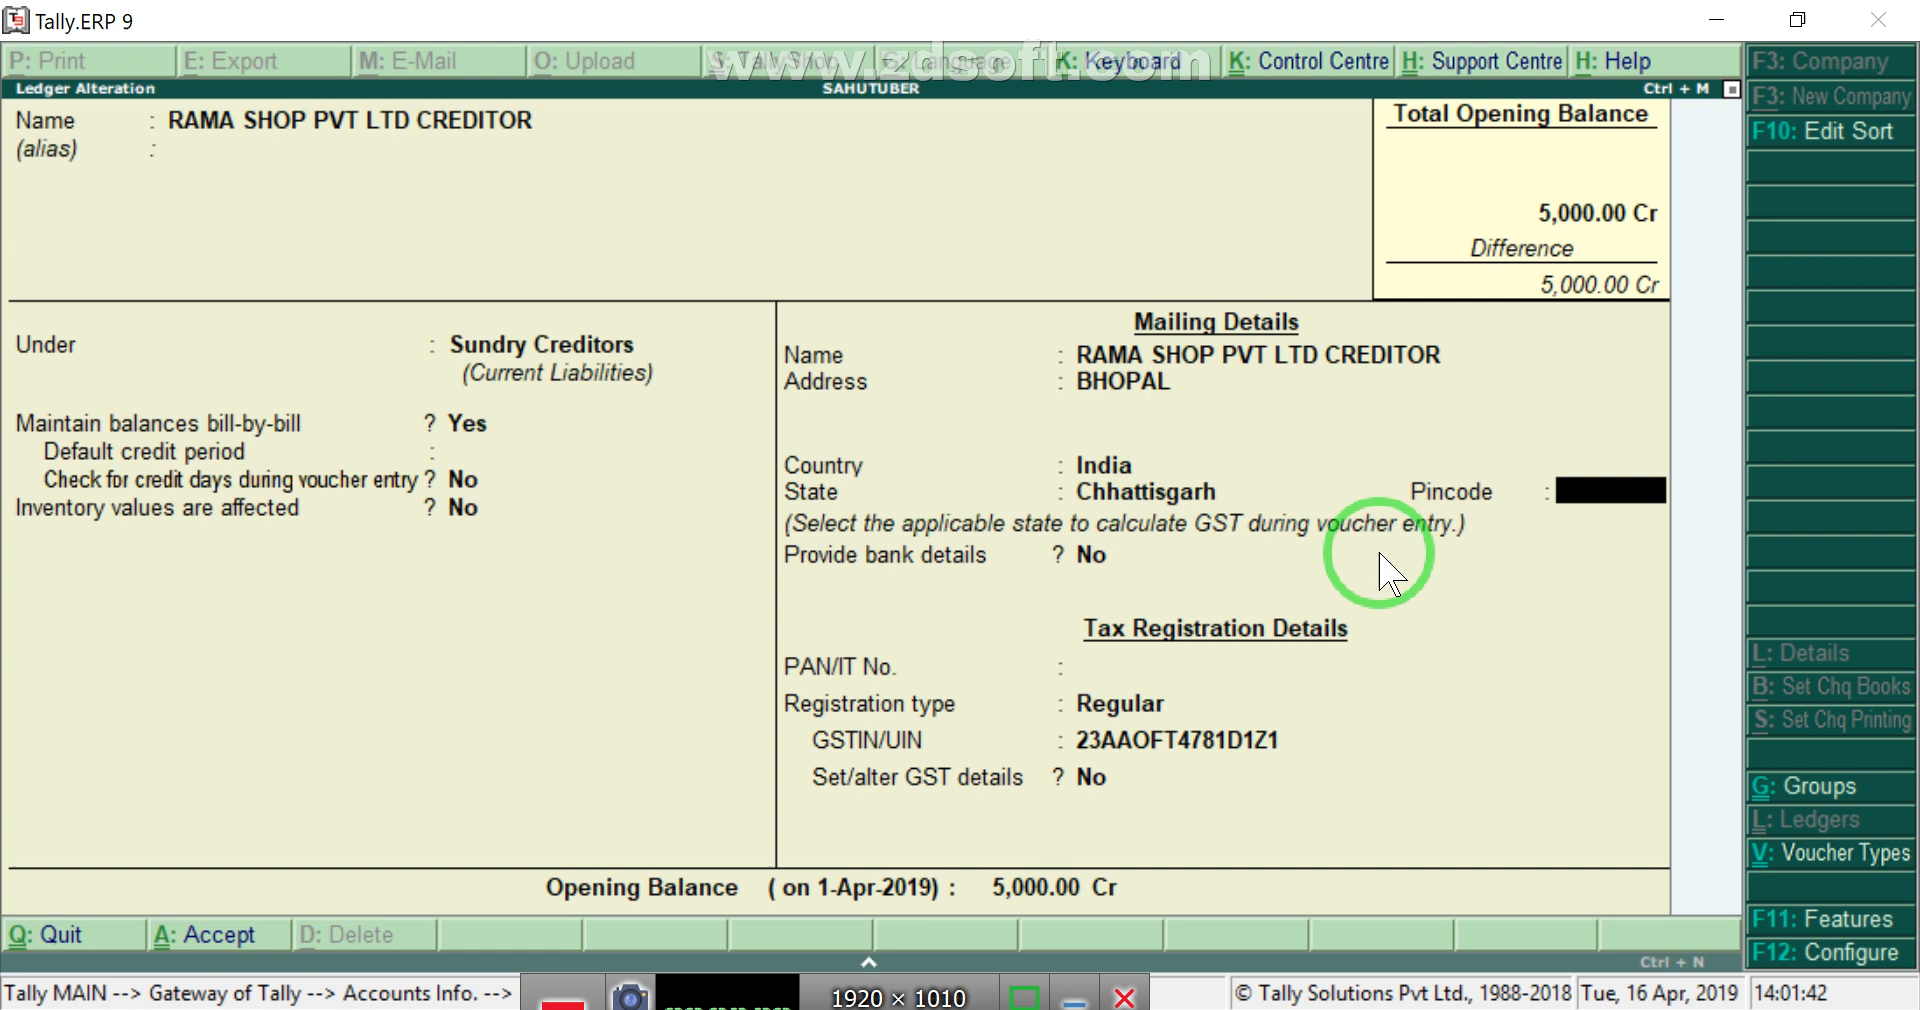 Tally.ERP 9
P: Print E: Export M: E-Mail O: Upload S: Tally Shop G: Language K: Keyboard K: Control Centre H: Support Centre H: Help
www.zdsoft.com
F3: Company
Ledger Alteration SAHUTUBER Ctrl + M
F3: New Company
Name : RAMA SHOP PVT LTD CREDITOR
Total Opening Balance
F10: Edit Sort
(alias) :
5,000.00 Cr
Difference
5,000.00 Cr
Mailing Details
Under : Sundry Creditors
(Current Liabilities)
Name : RAMA SHOP PVT LTD CREDITOR
Address : BHOPAL
Maintain balances bill-by-bill ? Yes
Default credit period :
Check for credit days during voucher entry ? No
Inventory values are affected ? No
Country : India
State : Chhattisgarh Pincode :
(Select the applicable state to calculate GST during voucher entry.)
Provide bank details ? No
Tax Registration Details
PAN/IT No. :
Registration type : Regular
GSTIN/UIN : 23AAOFT4781D1Z1
Set/alter GST details ? No
L: Details
B: Set Chq Books
S: Set Chq Printing
G: Groups
L: Ledgers
V: Voucher Types
Opening Balance ( on 1-Apr-2019) : 5,000.00 Cr
F11: Features
F12: Configure
Q: Quit A: Accept D: Delete
Ctrl + N
Tally MAIN --> Gateway of Tally --> Accounts Info. -->
1920 × 1010
© Tally Solutions Pvt Ltd., 1988-2018 Tue, 16 Apr, 2019 14:01:42